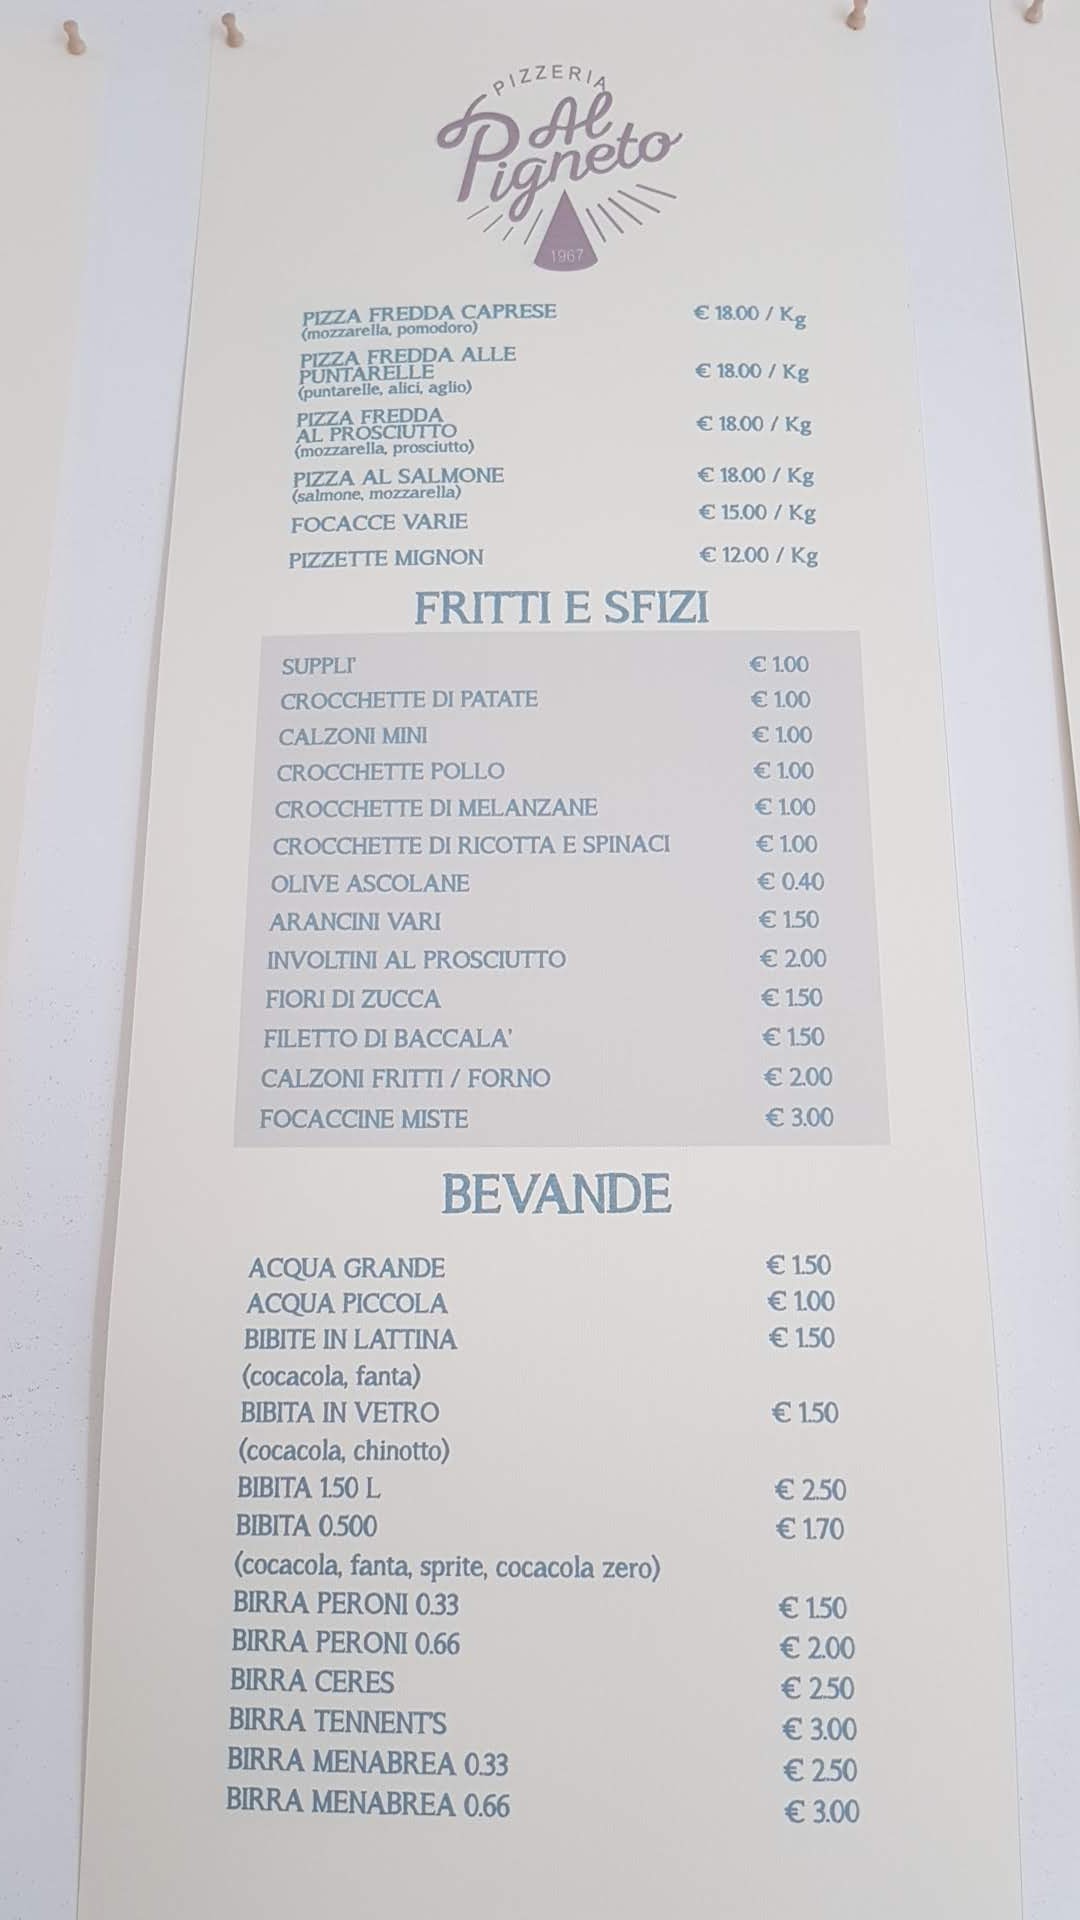 PIZZERIA
Al
Pigneto
1967
PIZZA FREDDA CAPRESE € 18.00 / Kg
(mozzarella, pomodoro)
PIZZA FREDDA ALLE
PUNTARELLE € 18.00 / Kg
(puntarelle, alici, aglio)
PIZZA FREDDA
AL PROSCIUTTO € 18.00 / Kg
(mozzarella, prosciutto)
PIZZA AL SALMONE € 18.00 / Kg
(salmone, mozzarella)
FOCACCE VARIE € 15.00 / Kg
PIZZETTE MIGNON € 12.00 / Kg
FRITTI E SFIZI
SUPPLI' € 1.00
CROCCHETTE DI PATATE € 1.00
CALZONI MINI € 1.00
CROCCHETTE POLLO € 1.00
CROCCHETTE DI MELANZANE € 1.00
CROCCHETTE DI RICOTTA E SPINACI € 1.00
OLIVE ASCOLANE € 0.40
ARANCINI VARI € 1.50
INVOLTINI AL PROSCIUTTO € 2.00
FIORI DI ZUCCA € 1.50
FILETTO DI BACCALA' € 1.50
CALZONI FRITTI / FORNO € 2.00
FOCACCINE MISTE € 3.00
BEVANDE
ACQUA GRANDE € 1.50
ACQUA PICCOLA € 1.00
BIBITE IN LATTINA € 1.50
(cocacola, fanta)
BIBITA IN VETRO € 1.50
(cocacola, chinotto)
BIBITA 1.50 L € 2.50
BIBITA 0.500 € 1.70
(cocacola, fanta, sprite, cocacola zero)
BIRRA PERONI 0.33 € 1.50
BIRRA PERONI 0.66 € 2.00
BIRRA CERES € 2.50
BIRRA TENNENT'S € 3.00
BIRRA MENABREA 0.33 € 2.50
BIRRA MENABREA 0.66 € 3.00